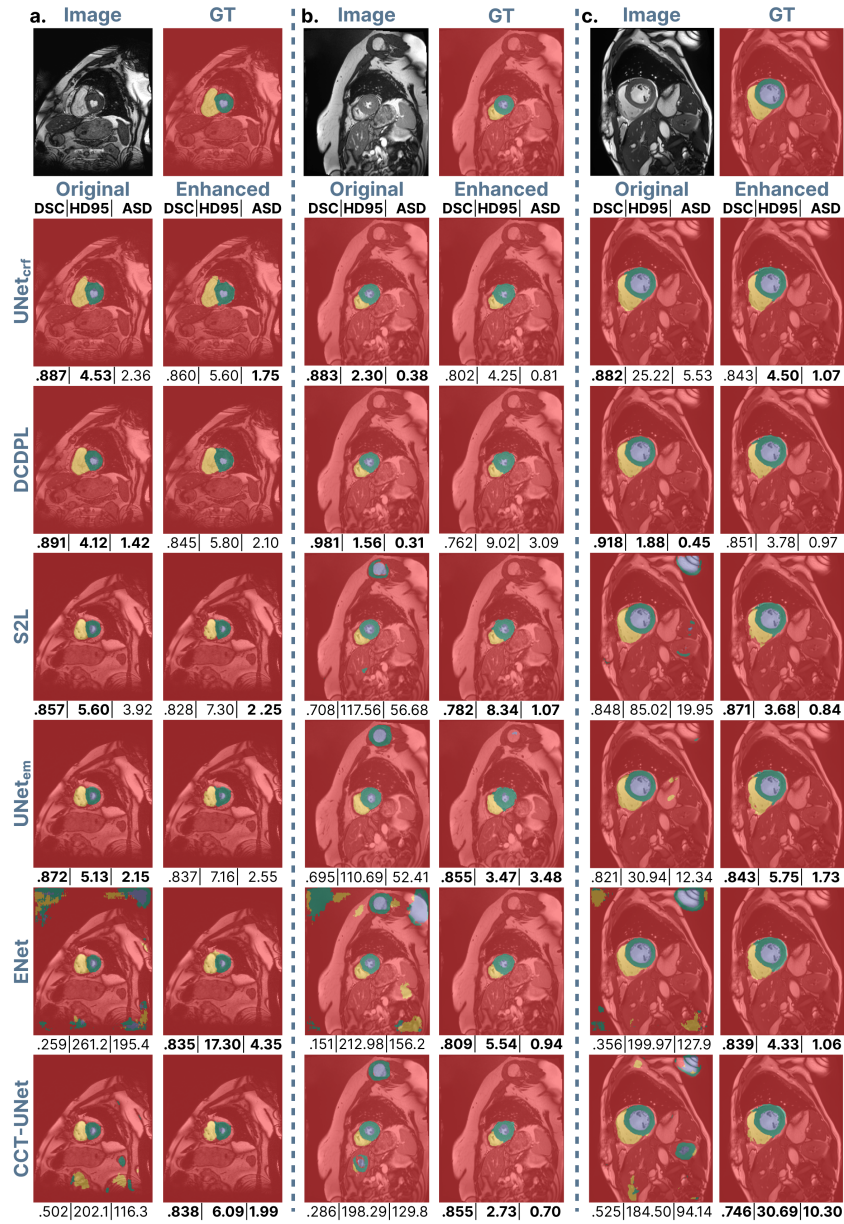 a. Image GT b. Image GT c. Image GT
Original Enhanced Original Enhanced Original Enhanced
DSC|HD95| ASD DSC|HD95| ASD DSC|HD95| ASD DSC|HD95| ASD DSC|HD95| ASD DSC|HD95| ASD
UNetcrf
.887| 4.53| 2.36 .860| 5.60| 1.75 .883| 2.30| 0.38 .802| 4.25| 0.81 .882| 25.22| 5.53 .843| 4.50| 1.07
DCDPL
.891| 4.12| 1.42 .845| 5.80| 2.10 .981| 1.56| 0.31 .762| 9.02| 3.09 .918| 1.88| 0.45 .851| 3.78| 0.97
S2L
.857| 5.60| 3.92 .828| 7.30| 2 .25 .708|117.56| 56.68 .782| 8.34| 1.07 .848| 85.02| 19.95 .871| 3.68| 0.84
UNetem
.872| 5.13| 2.15 .837| 7.16| 2.55 .695|110.69| 52.41 .855| 3.47| 3.48 .821| 30.94| 12.34 .843| 5.75| 1.73
ENet
.259|261.2|195.4 .835| 17.30| 4.35 .151|212.98|156.2 .809| 5.54| 0.94 .356|199.97|127.9 .839| 4.33| 1.06
CCT-UNet
.502|202.1|116.3 .838| 6.09|1.99 .286|198.29|129.8 .855| 2.73| 0.70 .525|184.50| 94.14 .746|30.69|10.30